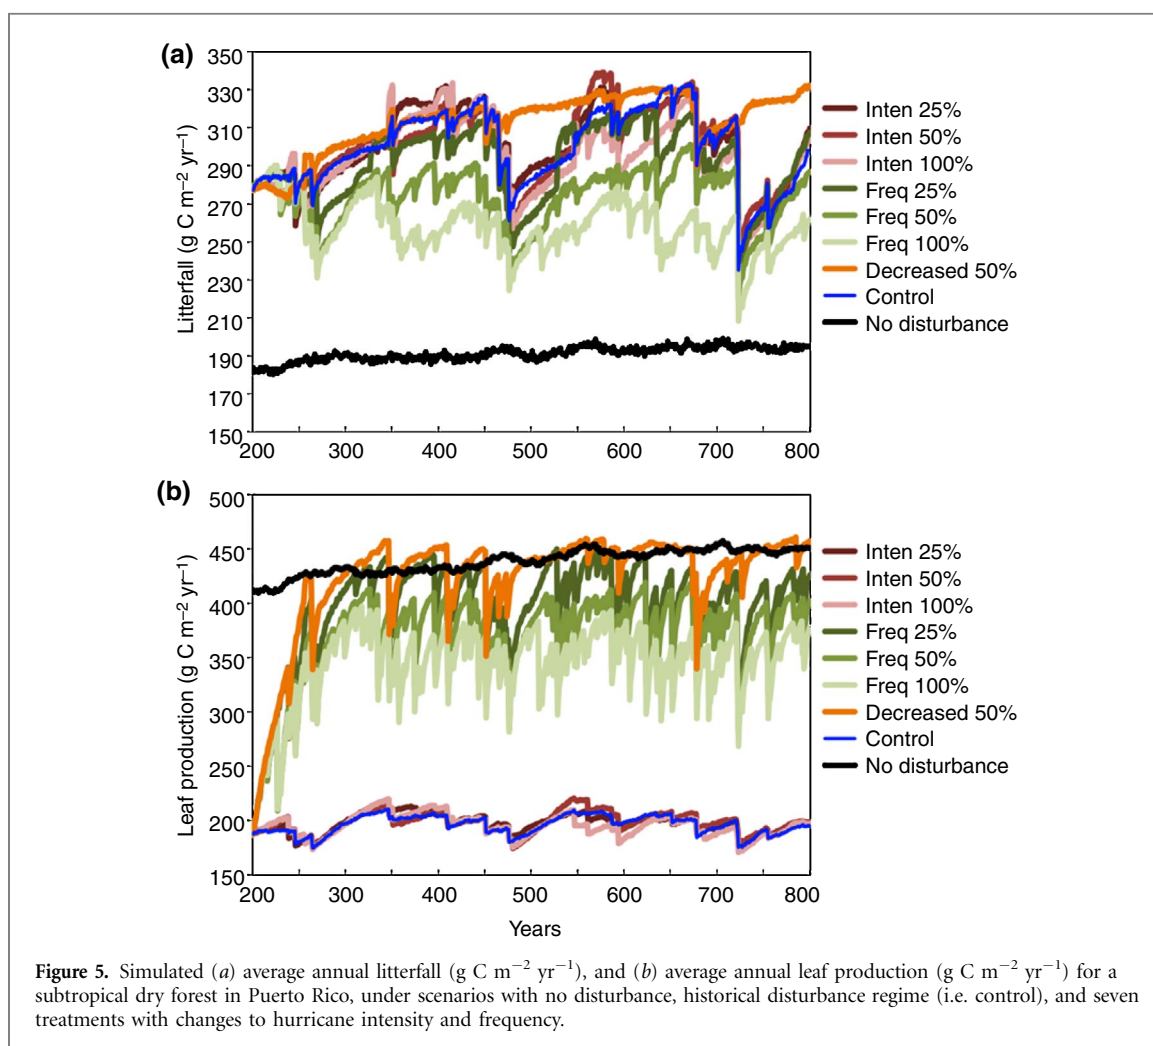 (a)
350
330
310
290
270
250
230
210
190
170
150
Litterfall (g C m−2 yr−1)
200 300 400 500 600 700 800
Inten 25%
Inten 50%
Inten 100%
Freq 25%
Freq 50%
Freq 100%
Decreased 50%
Control
No disturbance
(b)
500
450
400
350
300
250
200
150
Leaf production (g C m−2 yr−1)
200 300 400 500 600 700 800
Years
Inten 25%
Inten 50%
Inten 100%
Freq 25%
Freq 50%
Freq 100%
Decreased 50%
Control
No disturbance
Figure 5. Simulated (a) average annual litterfall (g C m−2 yr−1), and (b) average annual leaf production (g C m−2 yr−1) for a
subtropical dry forest in Puerto Rico, under scenarios with no disturbance, historical disturbance regime (i.e. control), and seven
treatments with changes to hurricane intensity and frequency.